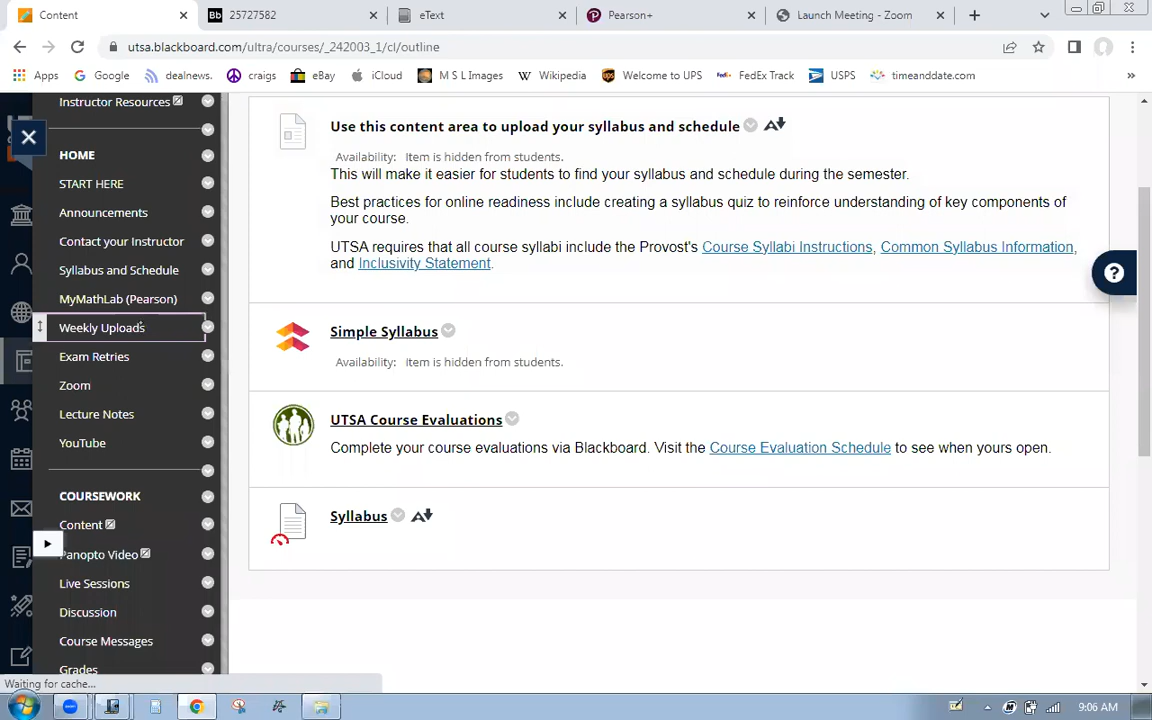 Content
Bb 25727582
eText
Pearson+
Launch Meeting - Zoom
utsa.blackboard.com/ultra/courses/_242003_1/cl/outline
Apps
Google
dealnews.
craigs
eBay
iCloud
M S L Images
W Wikipedia
Welcome to UPS
FedEx Track
USPS
timeanddate.com
»
Instructor Resources
HOME
START HERE
Announcements
Contact your Instructor
Syllabus and Schedule
MyMathLab (Pearson)
Weekly Uploads
Exam Retries
Zoom
Lecture Notes
YouTube
COURSEWORK
Content
Panopto Video
Live Sessions
Discussion
Course Messages
Grades
Waiting for cache...
Use this content area to upload your syllabus and schedule
Availability: Item is hidden from students.
This will make it easier for students to find your syllabus and schedule during the semester.
Best practices for online readiness include creating a syllabus quiz to reinforce understanding of key components of
your course.
UTSA requires that all course syllabi include the Provost's Course Syllabi Instructions, Common Syllabus Information,
and Inclusivity Statement.
Simple Syllabus
Availability: Item is hidden from students.
UTSA Course Evaluations
Complete your course evaluations via Blackboard. Visit the Course Evaluation Schedule to see when yours open.
Syllabus
9:06 AM